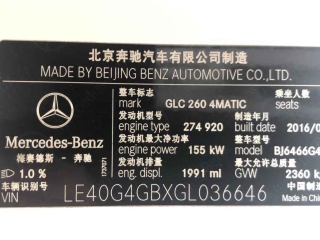 北京奔驰汽车有限公司制造
MADE BY BEIJING BENZ AUTOMOTIVE CO.,LTD.
整车标志 乘坐人数
mark GLC 260 4MATIC seats
发动机型号 制造年月
engine type 274 920 built date 2016/0
发动机最大净功率 车辆型号
Mercedes-Benz engine power 155 kW model BJ6466G4
梅赛德斯 - 奔驰 发动机排量 最大允许总质量
1.0 % eng. displ. 1991 ml GVW 2360 k
车辆识别号 中国制造
VIN LE40G4GBXGL036646 Made in China